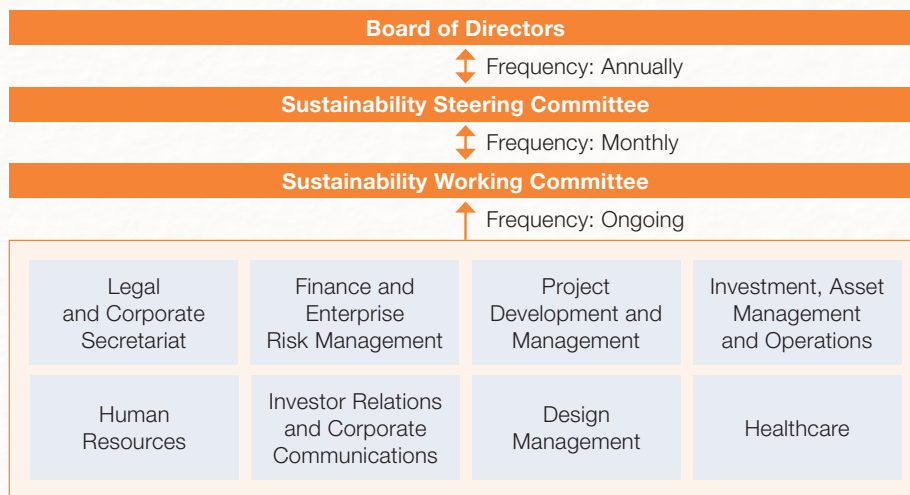 Board of Directors
Frequency: Annually
Sustainability Steering Committee
Frequency: Monthly
Sustainability Working Committee
Frequency: Ongoing
Legal
and Corporate
Secretariat
Finance and
Enterprise
Risk Management
Project
Development and
Management
Investment, Asset
Management
and Operations
Human
Resources
Investor Relations
and Corporate
Communications
Design
Management
Healthcare